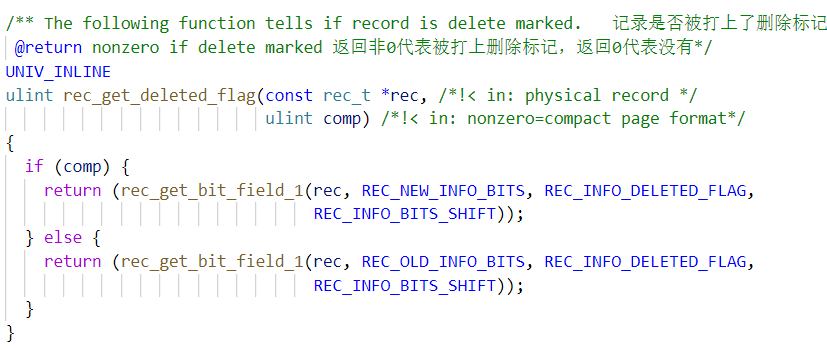 /** The following function tells if record is delete marked.   记录是否被打上了删除标记
 @return nonzero if delete marked 返回非0代表被打上删除标记，返回0代表没有*/
UNIV_INLINE
ulint rec_get_deleted_flag(const rec_t *rec, /*!< in: physical record */
                           ulint comp) /*!< in: nonzero=compact page format*/
{
  if (comp) {
    return (rec_get_bit_field_1(rec, REC_NEW_INFO_BITS, REC_INFO_DELETED_FLAG,
                                REC_INFO_BITS_SHIFT));
  } else {
    return (rec_get_bit_field_1(rec, REC_OLD_INFO_BITS, REC_INFO_DELETED_FLAG,
                                REC_INFO_BITS_SHIFT));
  }
}